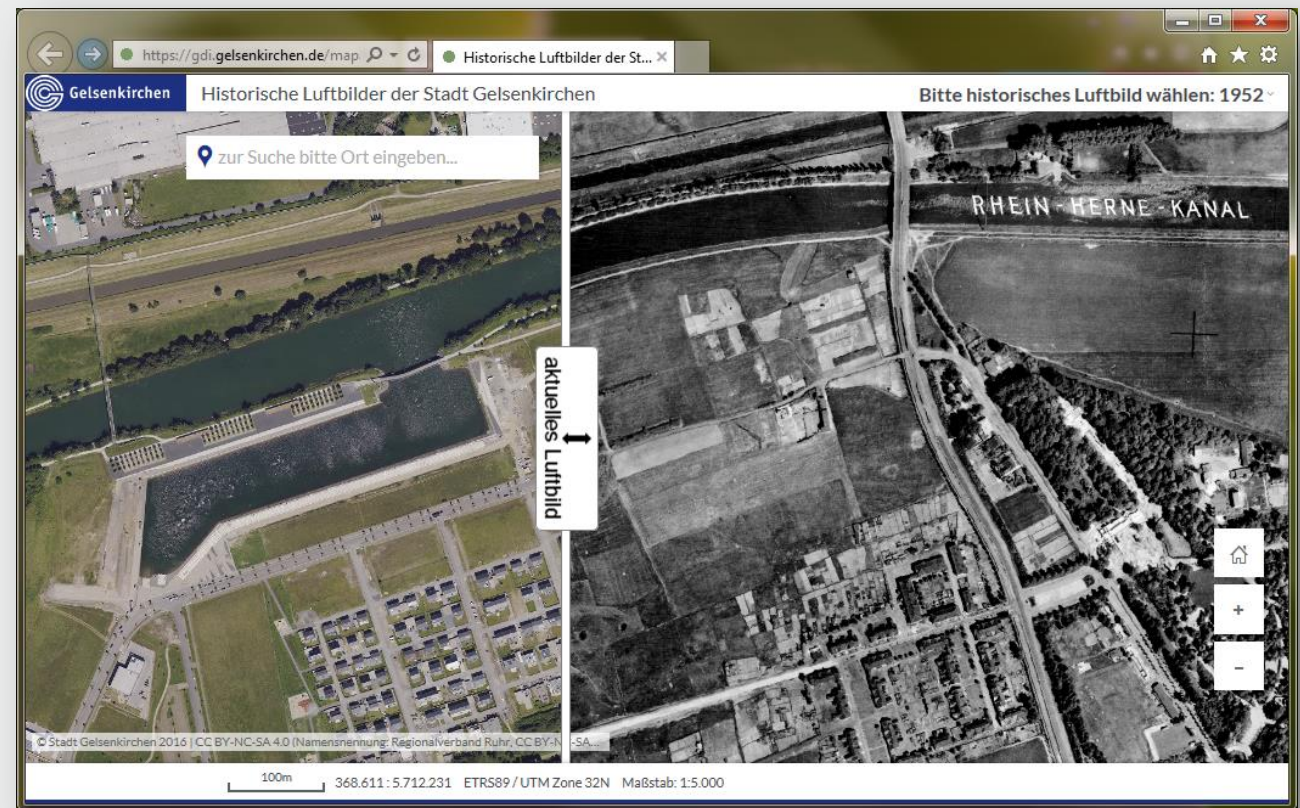 https://gdi.gelsenkirchen.de/map
Historische Luftbilder der St...
Gelsenkirchen
Historische Luftbilder der Stadt Gelsenkirchen
Bitte historisches Luftbild wählen: 1952
zur Suche bitte Ort eingeben...
RHEIN-HERNE-KANAL
aktuelles Luftbild
© Stadt Gelsenkirchen 2016 | CC BY-NC-SA 4.0 (Namensnennung: Regionalverband Ruhr, CC BY-N -SA...
100m 368.611 : 5.712.231 ETRS89 / UTM Zone 32N Maßstab: 1:5.000